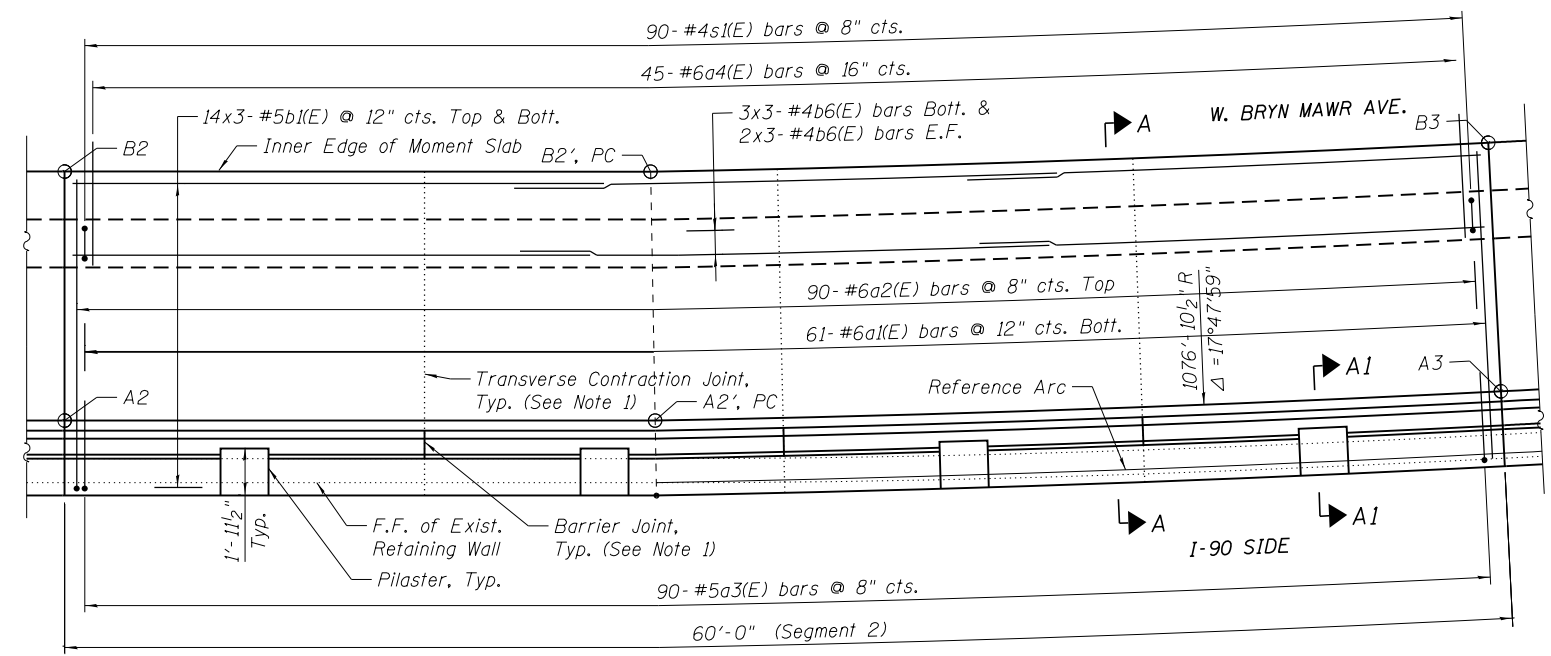 90- #4s1(E) bars @ 8" cts.
45- #6a4(E) bars @ 16" cts.
14x3- #5b1(E) @ 12" cts. Top & Bott.
3x3- #4b6(E) bars Bott. &
2x3- #4b6(E) bars E.F.
A
W. BRYN MAWR AVE.
B3
B2
Inner Edge of Moment Slab
B2', PC
90- #6a2(E) bars @ 8" cts. Top
61- #6a1(E) bars @ 12" cts. Bott.
1076'- 10½" R
Δ = 17°47'59"
Transverse Contraction Joint,
Typ. (See Note 1)
Reference Arc
A1
A3
A2
A2', PC
1'- 11½"
Typ.
F.F. of Exist.
Retaining Wall
Barrier Joint,
Typ. (See Note 1)
A
A1
I-90 SIDE
Pilaster, Typ.
90- #5a3(E) bars @ 8" cts.
60'-0" (Segment 2)